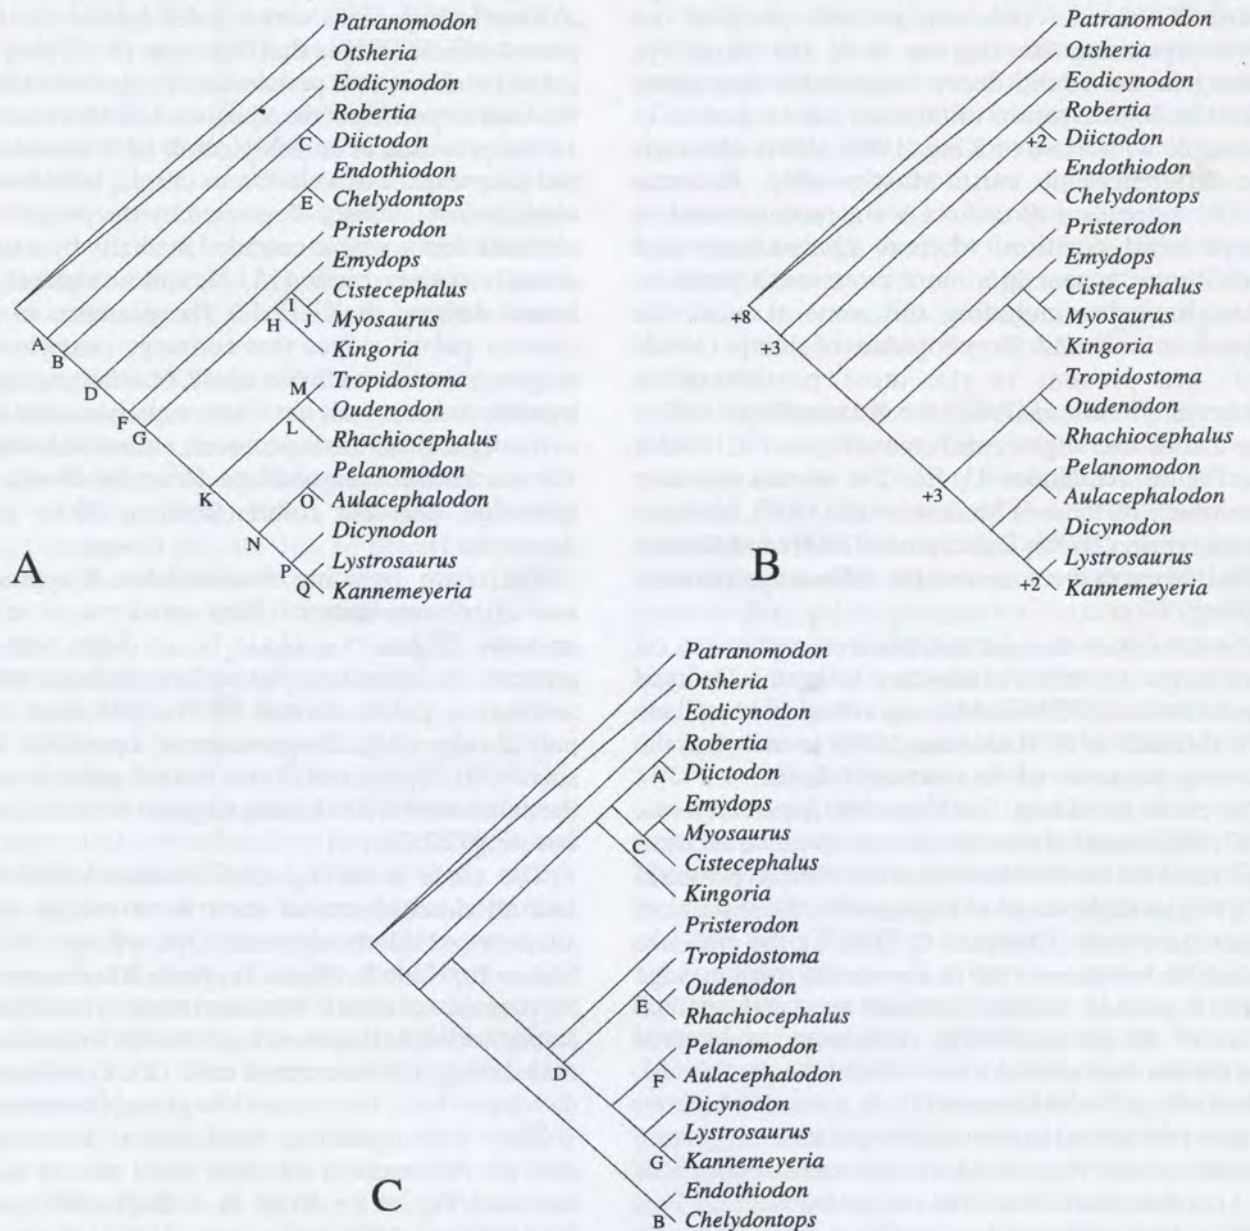 Patranomodon
Otsheria
Eodicynodon
Robertia
C
Diictodon
Endothiodon
E
Chelydontops
Pristerodon
Emydops
I
Cistecephalus
H
J
Myosaurus
A
Kingoria
B
Tropidostoma
D
M
Oudenodon
F
G
L
Rhachiocephalus
Pelanomodon
K
O
Aulacephalodon
Dicynodon
N
Lystrosaurus
P
Q
Kannemeyeria
A
Patranomodon
Otsheria
Eodicynodon
Robertia
+2
Diictodon
Endothiodon
Chelydontops
Pristerodon
Emydops
Cistecephalus
+8
Myosaurus
+3
Kingoria
Tropidostoma
Oudenodon
Rhachiocephalus
Pelanomodon
+3
Aulacephalodon
Dicynodon
Lystrosaurus
+2
Kannemeyeria
B
Patranomodon
Otsheria
Eodicynodon
Robertia
A
Diictodon
Emydops
Myosaurus
C
Cistecephalus
Kingoria
Pristerodon
Tropidostoma
Oudenodon
E
Rhachiocephalus
Pelanomodon
D
F
Aulacephalodon
Dicynodon
Lystrosaurus
G
Kannemeyeria
Endothiodon
B
Chelydontops
C